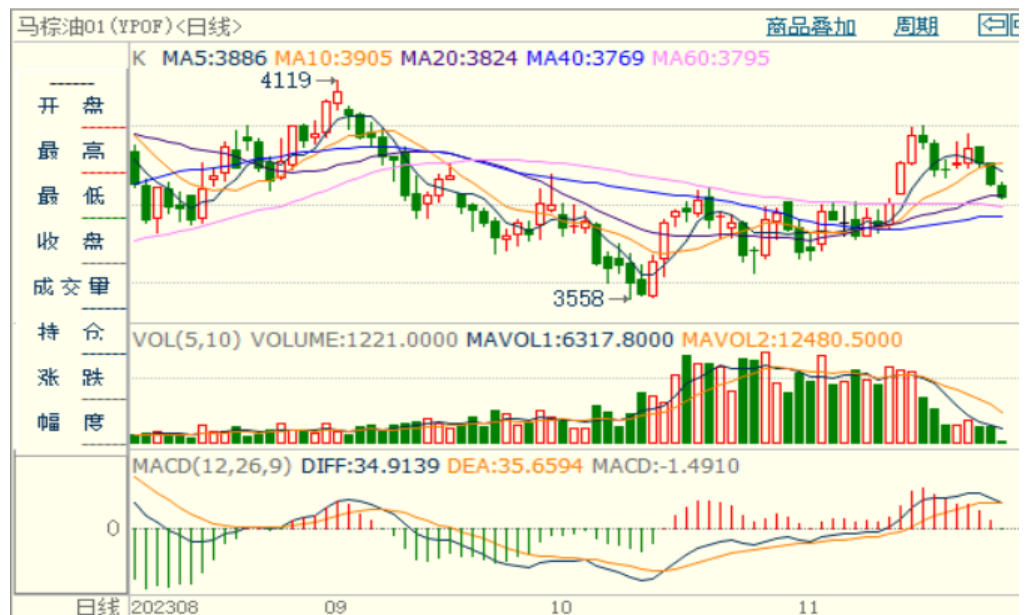 马棕油01(YPOF)<日线> 商品叠加 周期
K MA5:3886 MA10:3905 MA20:3824 MA40:3769 MA60:3795
4119
开 盘
最 高
最 低
收 盘
成交量
3558
VOL(5,10) VOLUME:1221.0000 MAVOL1:6317.8000 MAVOL2:12480.5000
持 仓
涨 跌
幅 度
MACD(12,26,9) DIFF:34.9139 DEA:35.6594 MACD:-1.4910
0
日线 202308 09 10 11